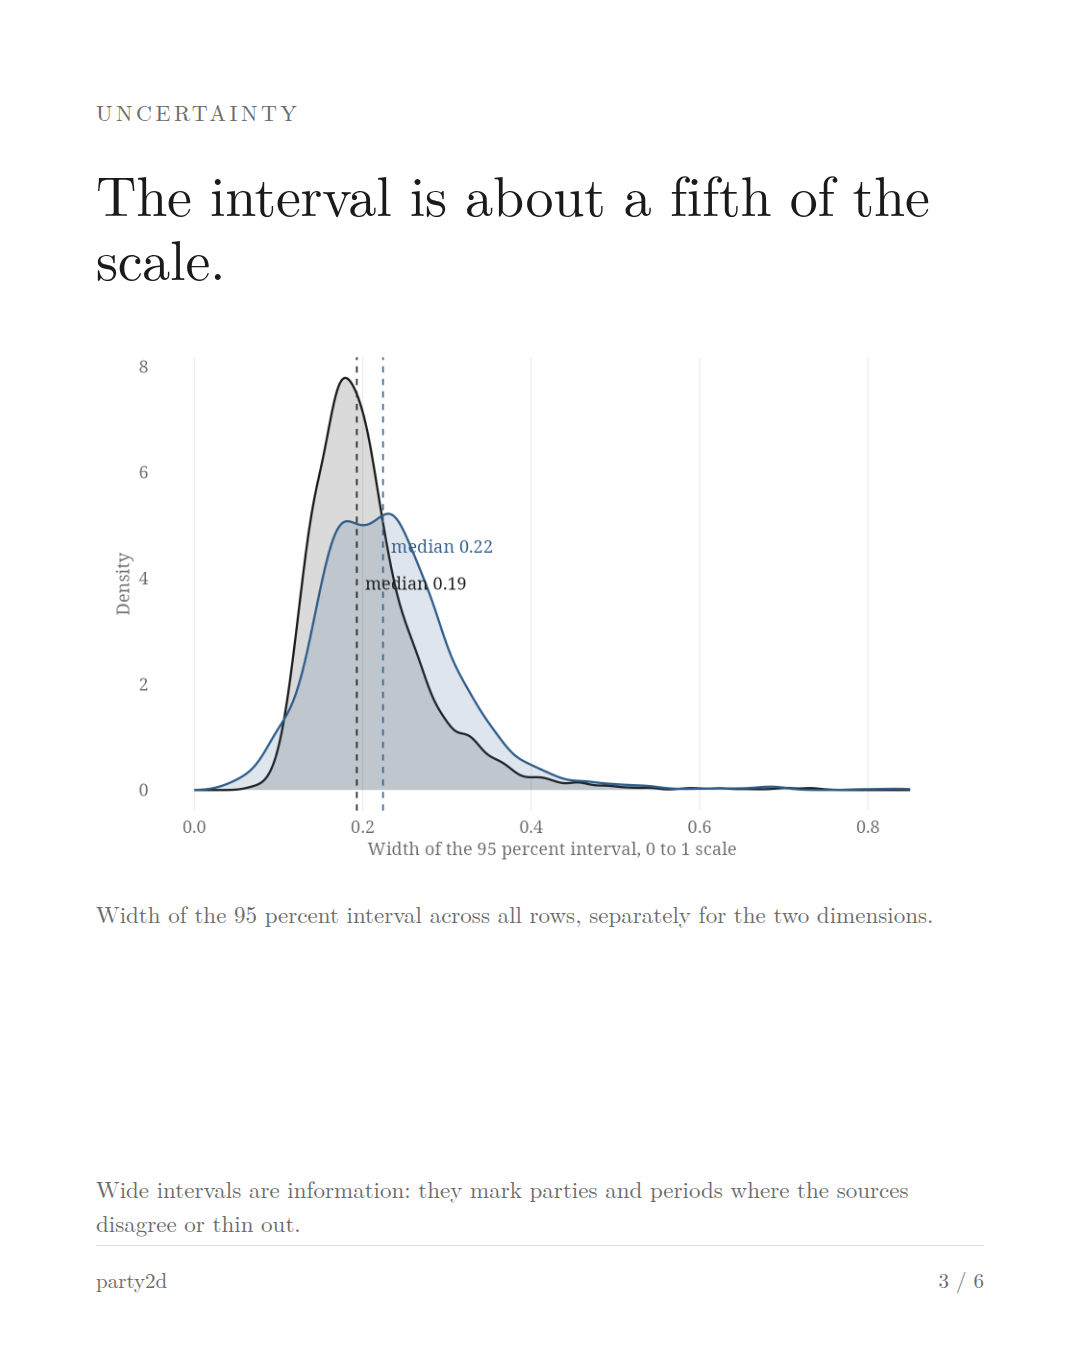 UNCERTAINTY
The interval is about a fifth of the
scale.
8
6
4
2
0
Density
median 0.22
median 0.19
0.0 0.2 0.4 0.6 0.8
Width of the 95 percent interval, 0 to 1 scale
Width of the 95 percent interval across all rows, separately for the two dimensions.
Wide intervals are information: they mark parties and periods where the sources
disagree or thin out.
party2d 3 / 6